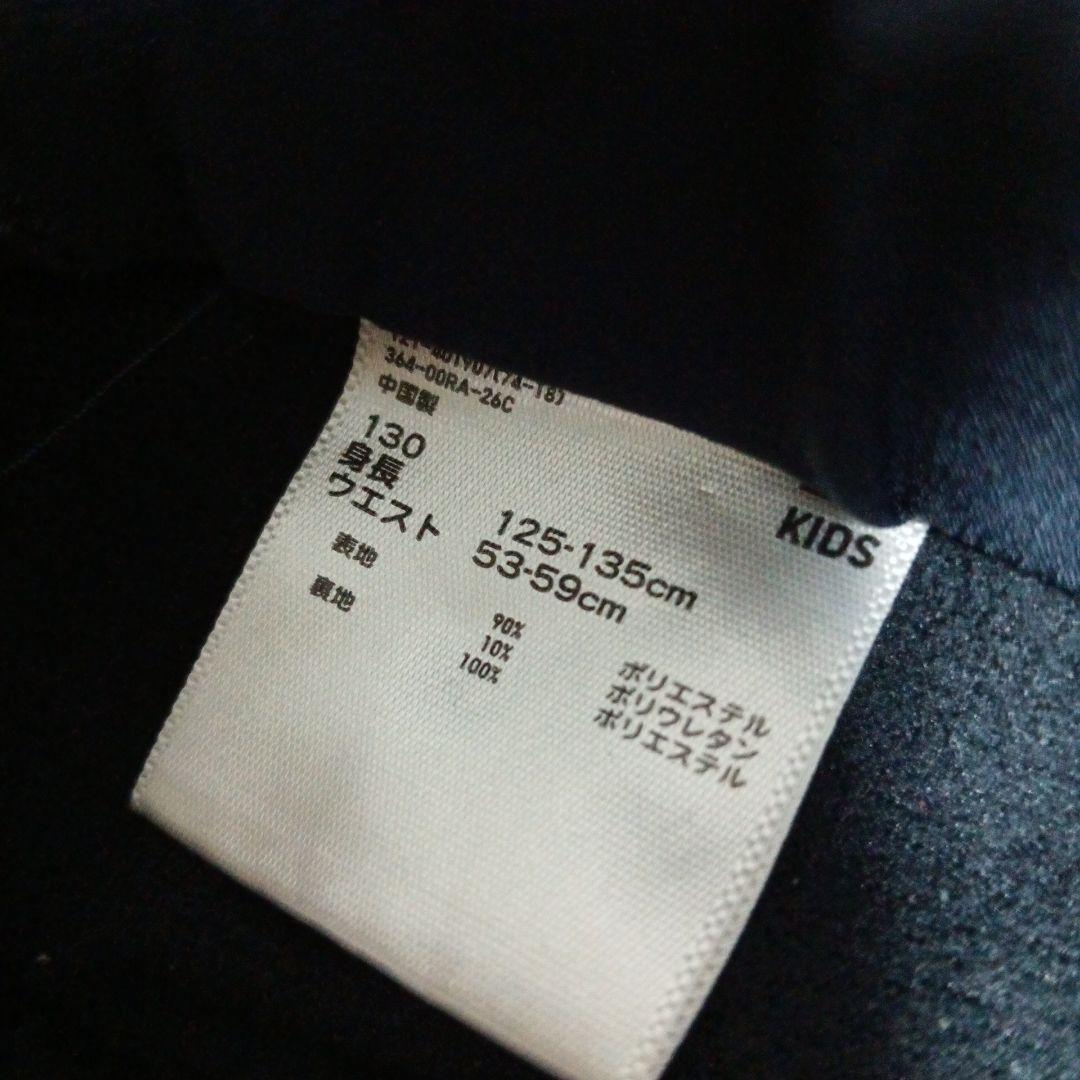 364-00RA-26C
中国製
KIDS
130
身長 125-135cm
ウエスト 53-59cm
表地 90% ポリエステル
10% ポリウレタン
裏地 100% ポリエステル